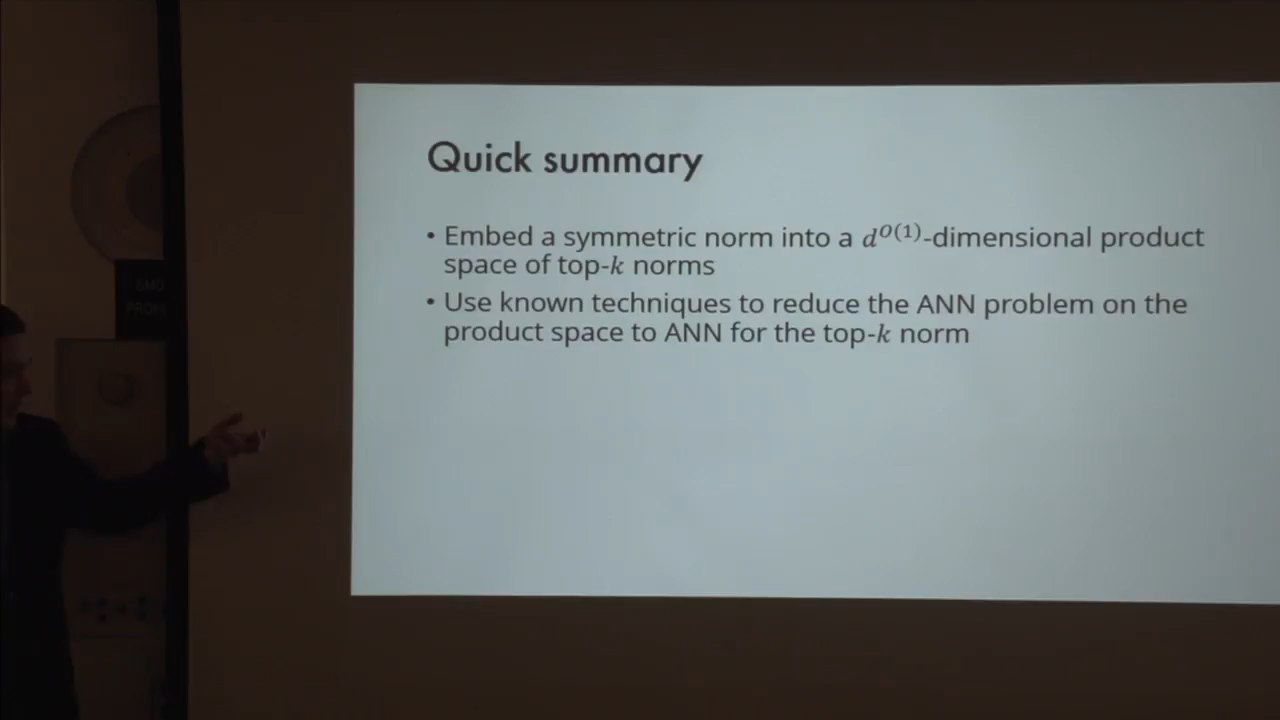 Quick summary
• Embed a symmetric norm into a $d^{O(1)}$-dimensional product
space of top-$k$ norms
• Use known techniques to reduce the ANN problem on the
product space to ANN for the top-$k$ norm